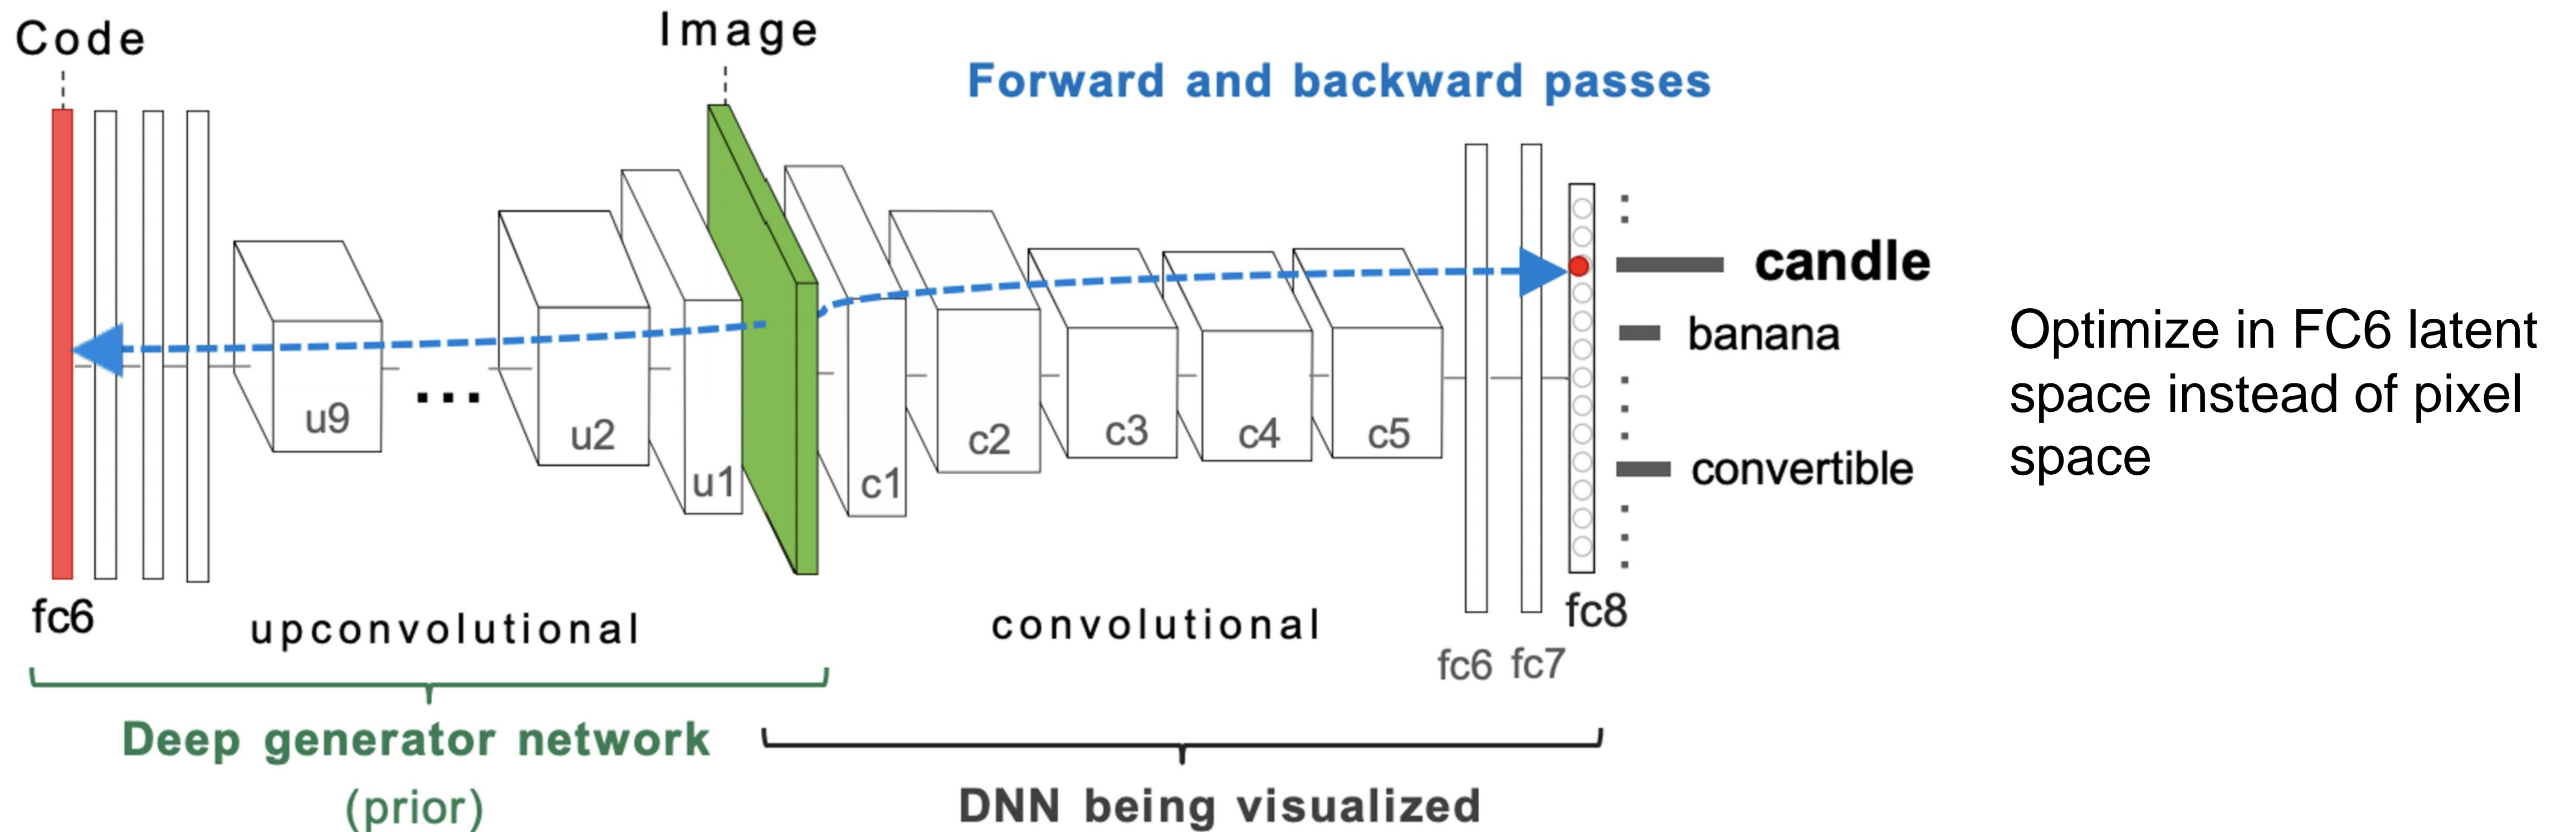 Code
Image
Forward and backward passes
candle
banana
convertible
Optimize in FC6 latent
space instead of pixel
space
u9
...
u2
u1
c1
c2
c3
c4
c5
fc6
upconvolutional
convolutional
fc6
fc7
fc8
Deep generator network
(prior)
DNN being visualized